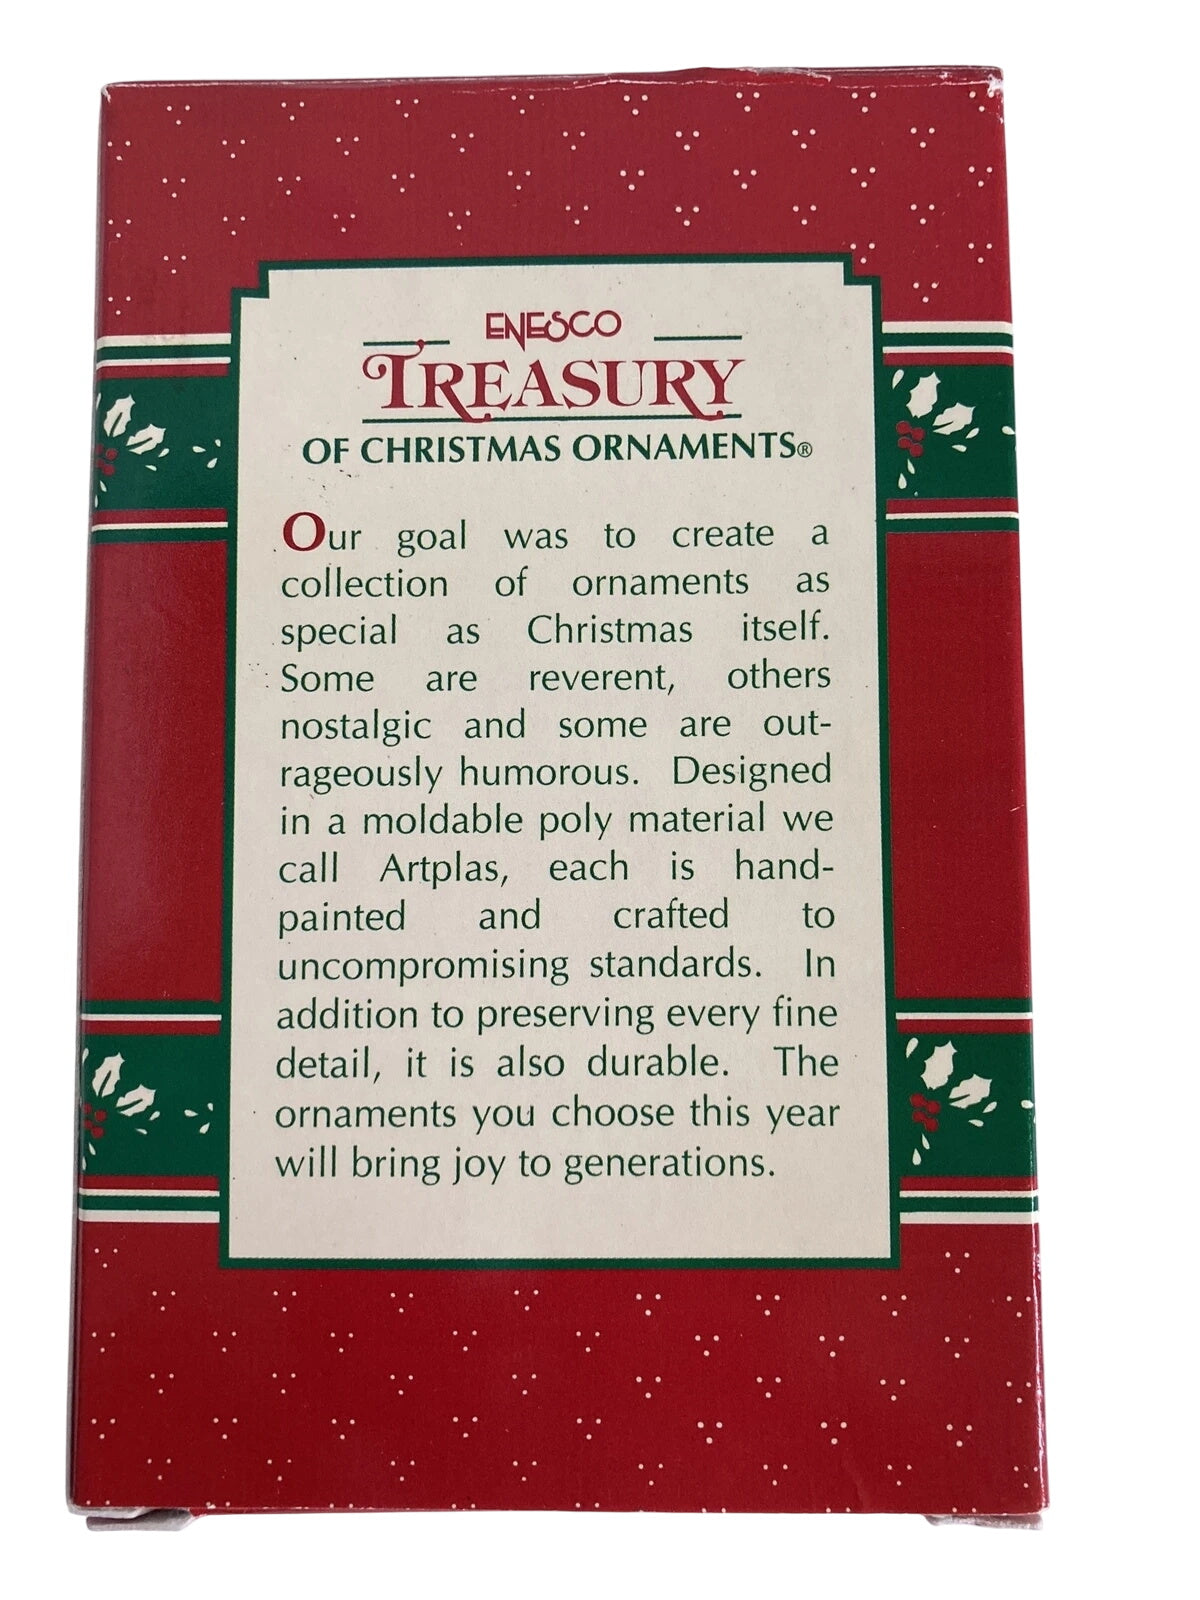 ENESCO
TREASURY
OF CHRISTMAS ORNAMENTS®
Our goal was to create a
collection of ornaments as
special as Christmas itself.
Some are reverent, others
nostalgic and some are out-
rageously humorous. Designed
in a moldable poly material we
call Artplas, each is hand-
painted and crafted to
uncompromising standards. In
addition to preserving every fine
detail, it is also durable. The
ornaments you choose this year
will bring joy to generations.